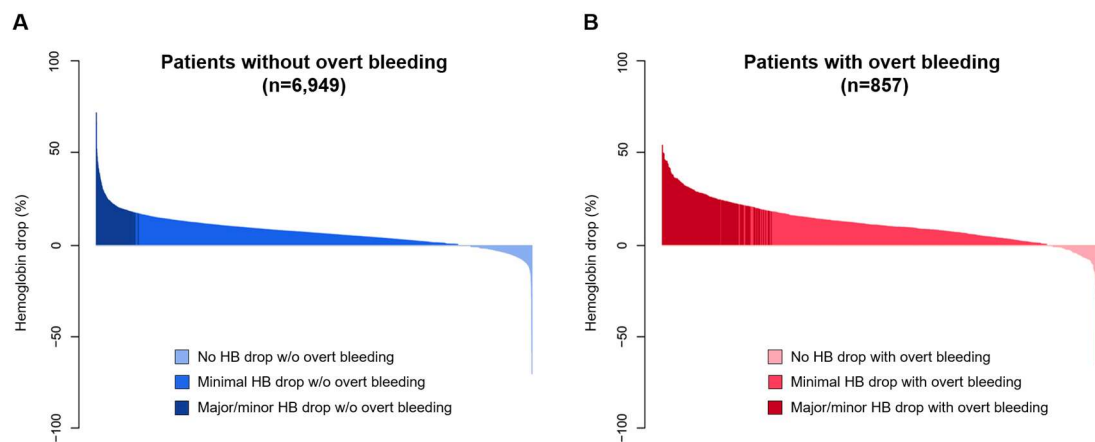 A
Patients without overt bleeding
(n=6,949)
Hemoglobin drop (%)
100
50
0
−50
−100
No HB drop w/o overt bleeding
Minimal HB drop w/o overt bleeding
Major/minor HB drop w/o overt bleeding
B
Patients with overt bleeding
(n=857)
Hemoglobin drop (%)
100
50
0
−50
−100
No HB drop with overt bleeding
Minimal HB drop with overt bleeding
Major/minor HB drop with overt bleeding